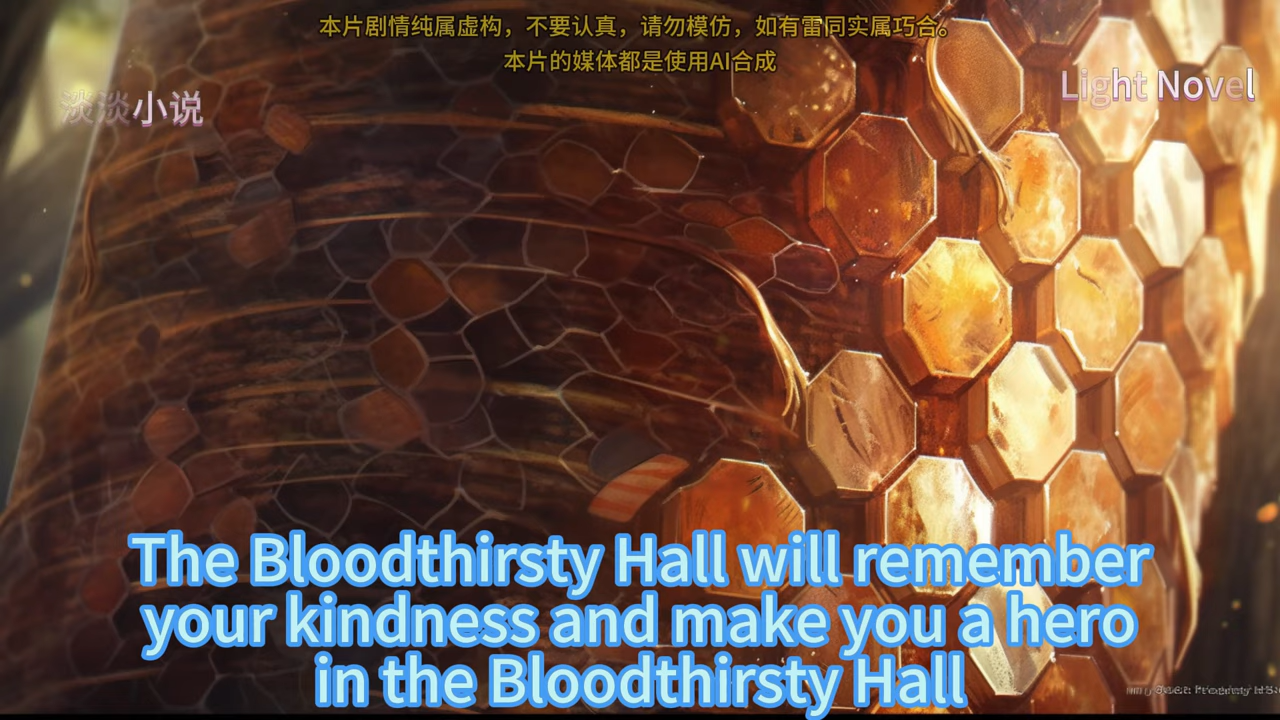 本片剧情纯属虚构，不要认真，请勿模仿，如有雷同实属巧合。
本片的媒体都是使用AI合成
淡淡小说
Light Novel
The Bloodthirsty Hall will remember
your kindness and make you a hero
in the Bloodthirsty Hall